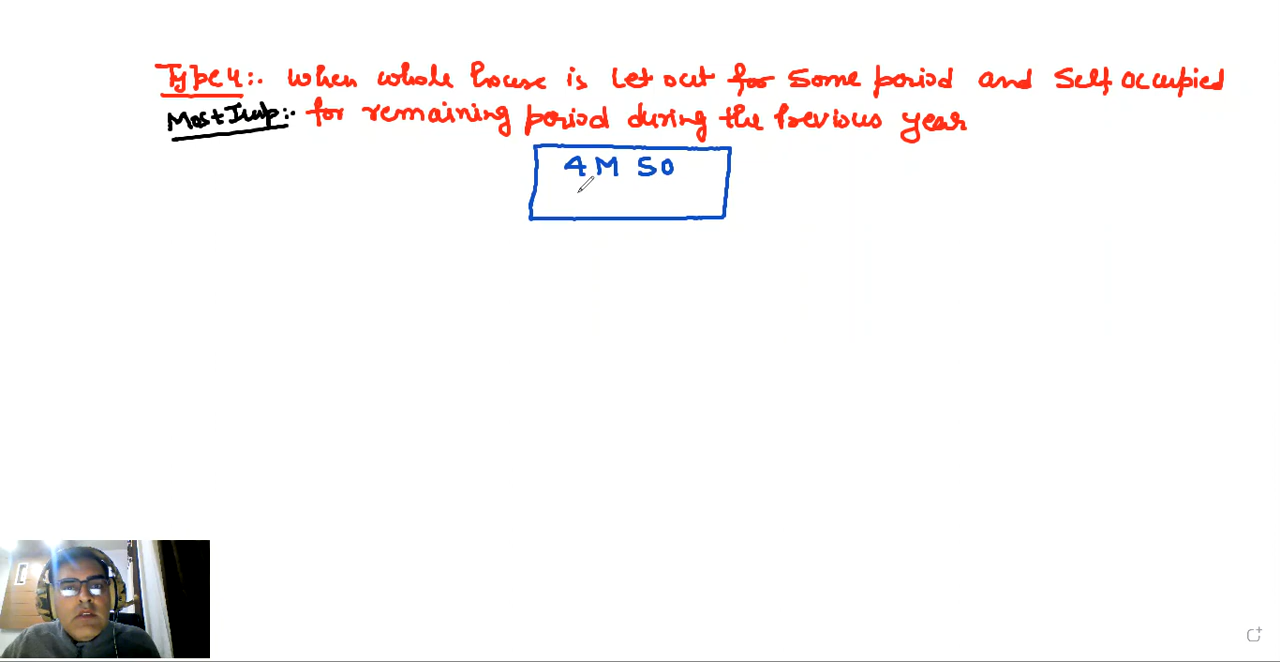 Type 4:. When whole house is Let out for Some period and Self occupied
Most Imp:. for remaining period during the Previous year
4M SO